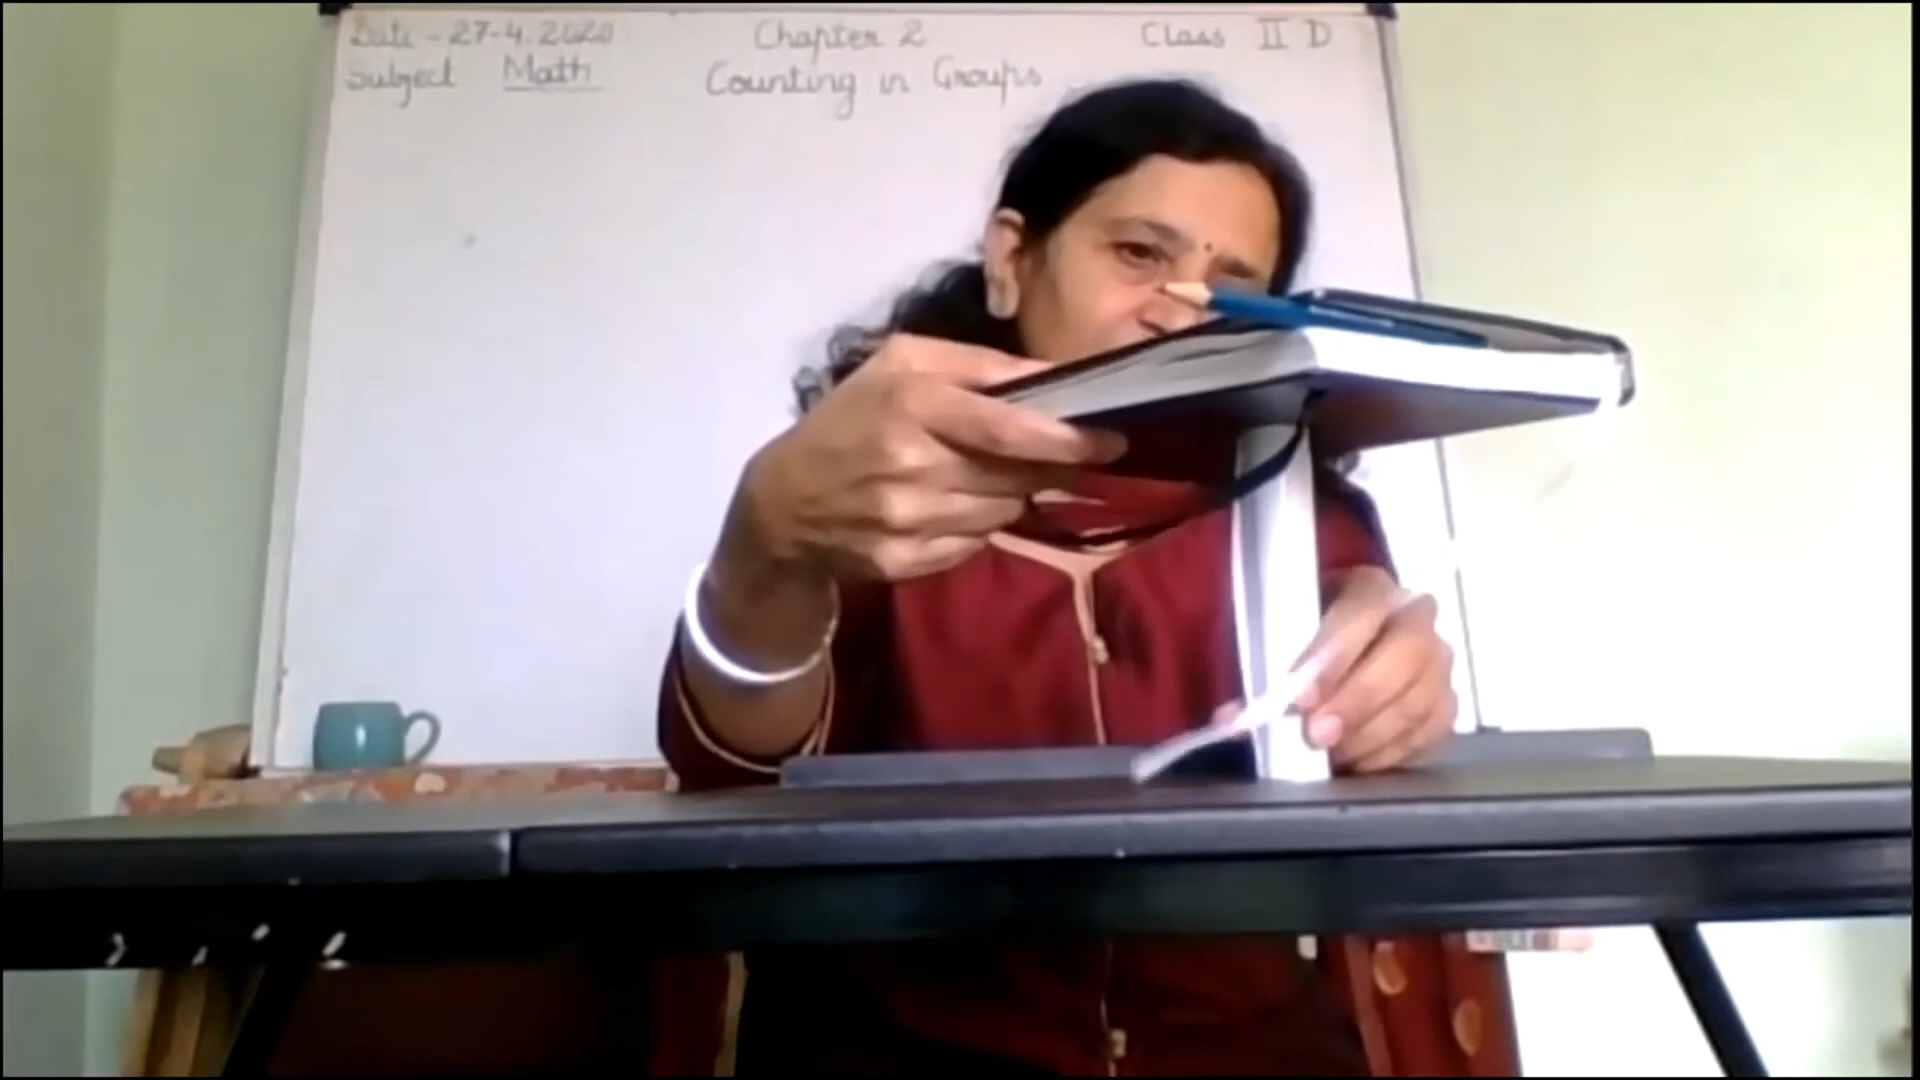 Date - 27-4.2020 Chapter 2 Class II D
Subject Math Counting in Groups